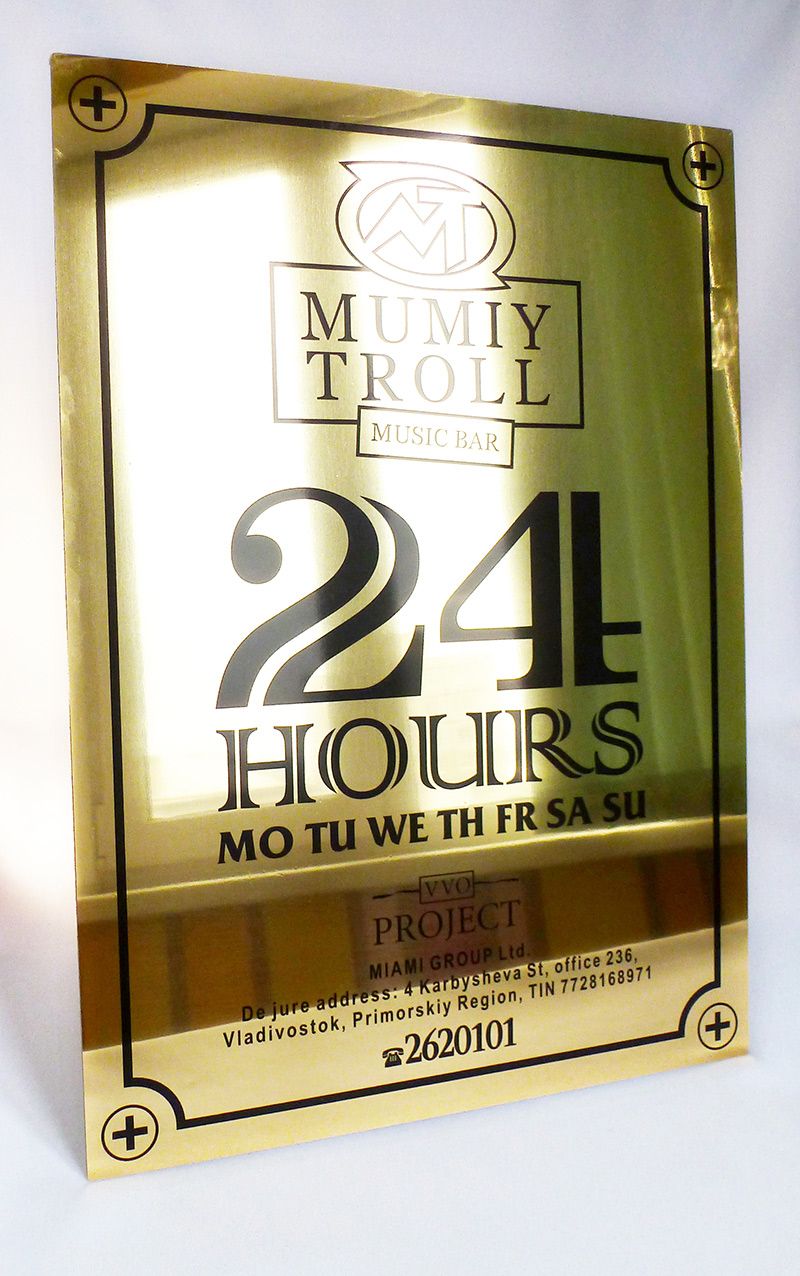 MT
MUMIY
TROLL
MUSIC BAR
24
HOURS
MO TU WE TH FR SA SU
VVO
PROJECT
MIAMI GROUP Ltd.
De jure address: 4 Karbysheva St, office 236,
Vladivostok, Primorskiy Region, TIN 7728168971
☎2620101